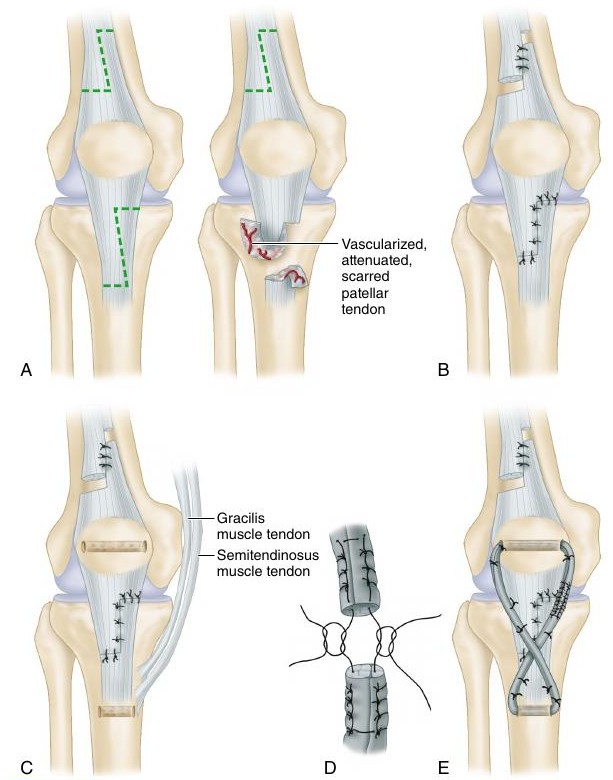 Vascularized,
attenuated,
scarred
patellar
tendon
A
B
Gracilis
muscle tendon
Semitendinosus
muscle tendon
C
D
E